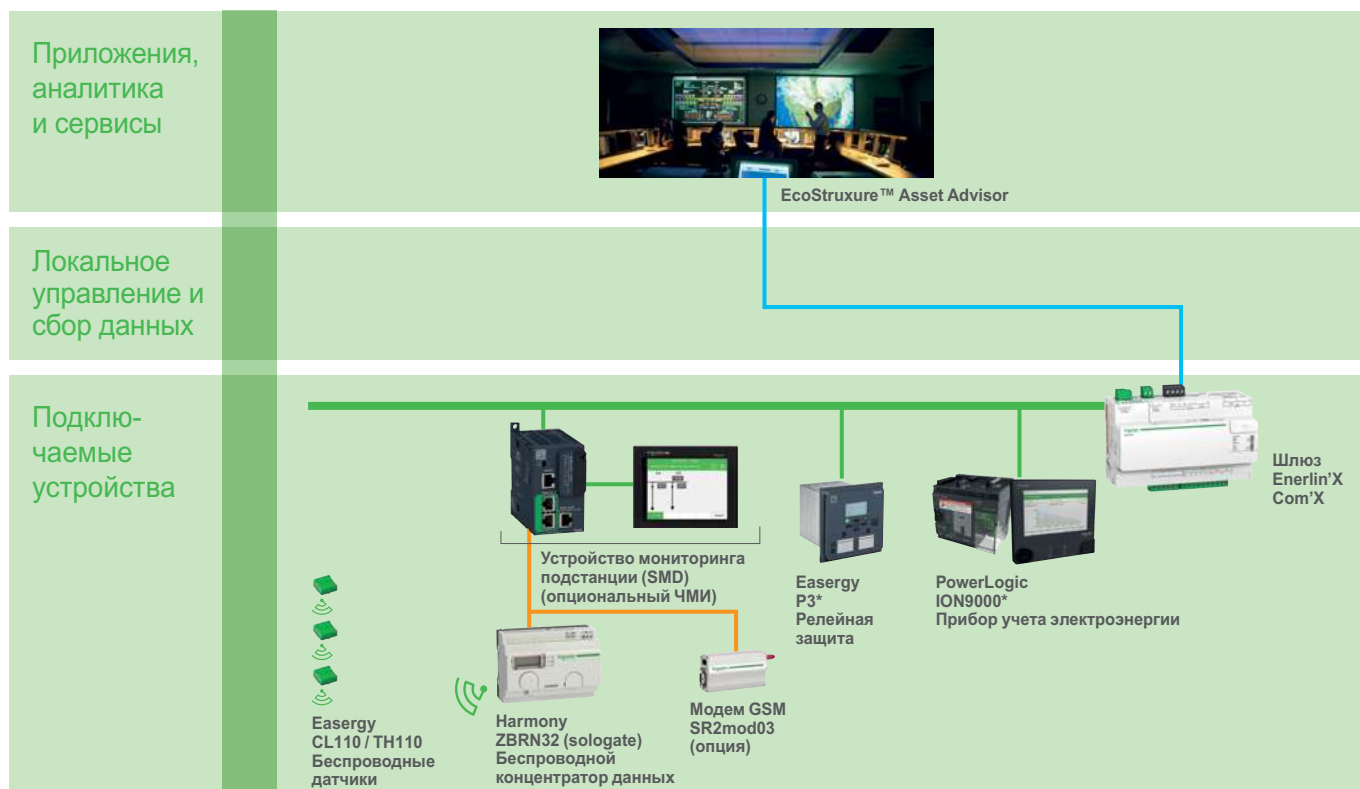 Приложения,
аналитика
и сервисы
EcoStruxure™ Asset Advisor
Локальное
управление и
сбор данных
Подклю-
чаемые
устройства
Шлюз
Enerlin’X
Com’X
Устройство мониторинга
подстанции (SMD)
(опциональный ЧМИ)
Easergy
P3*
Релейная
защита
PowerLogic
ION9000*
Прибор учета электроэнергии
Easergy
CL110 / TH110
Беспроводные
датчики
Harmony
ZBRN32 (sologate)
Беспроводной
концентратор данных
Модем GSM
SR2mod03
(опция)